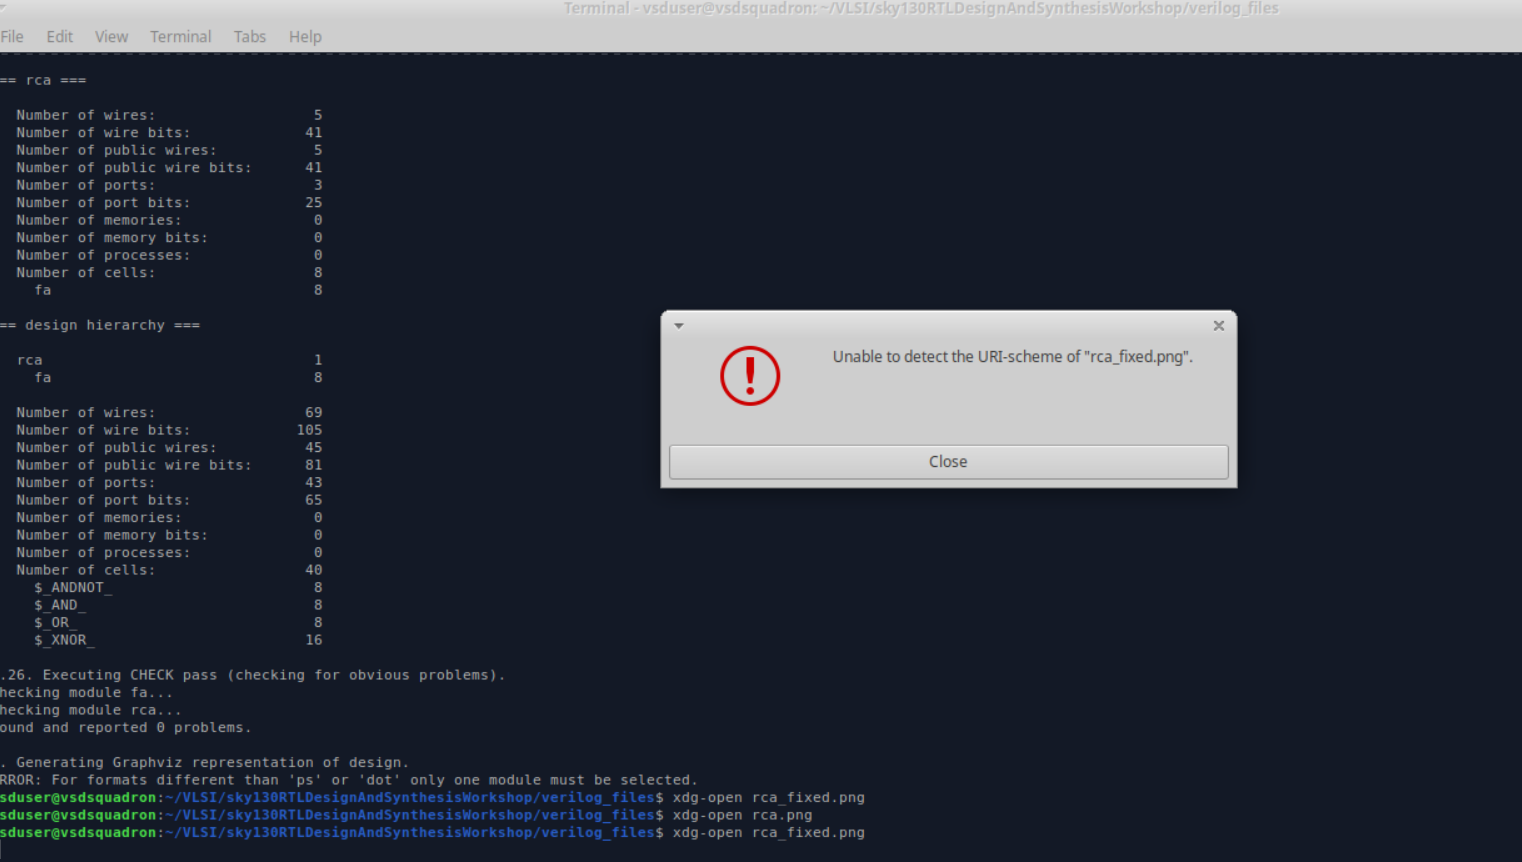 Terminal - vsduser@vsdsquadron: ~/VLSI/sky130RTLDesignAndSynthesisWorkshop/verilog_files
File Edit View Terminal Tabs Help
== rca ===
Number of wires: 5
Number of wire bits: 41
Number of public wires: 5
Number of public wire bits: 41
Number of ports: 3
Number of port bits: 25
Number of memories: 0
Number of memory bits: 0
Number of processes: 0
Number of cells: 8
fa 8
== design hierarchy ===
rca 1
fa 8
Number of wires: 69
Number of wire bits: 105
Number of public wires: 45
Number of public wire bits: 81
Number of ports: 43
Number of port bits: 65
Number of memories: 0
Number of memory bits: 0
Number of processes: 0
Number of cells: 40
$_ANDNOT_ 8
$_AND_ 8
$_OR_ 8
$_XNOR_ 16
.26. Executing CHECK pass (checking for obvious problems).
hecking module fa...
hecking module rca...
ound and reported 0 problems.
. Generating Graphviz representation of design.
RROR: For formats different than 'ps' or 'dot' only one module must be selected.
sduser@vsdsquadron:~/VLSI/sky130RTLDesignAndSynthesisWorkshop/verilog_files$ xdg-open rca_fixed.png
sduser@vsdsquadron:~/VLSI/sky130RTLDesignAndSynthesisWorkshop/verilog_files$ xdg-open rca.png
sduser@vsdsquadron:~/VLSI/sky130RTLDesignAndSynthesisWorkshop/verilog_files$ xdg-open rca_fixed.png
Unable to detect the URI-scheme of "rca_fixed.png".
Close